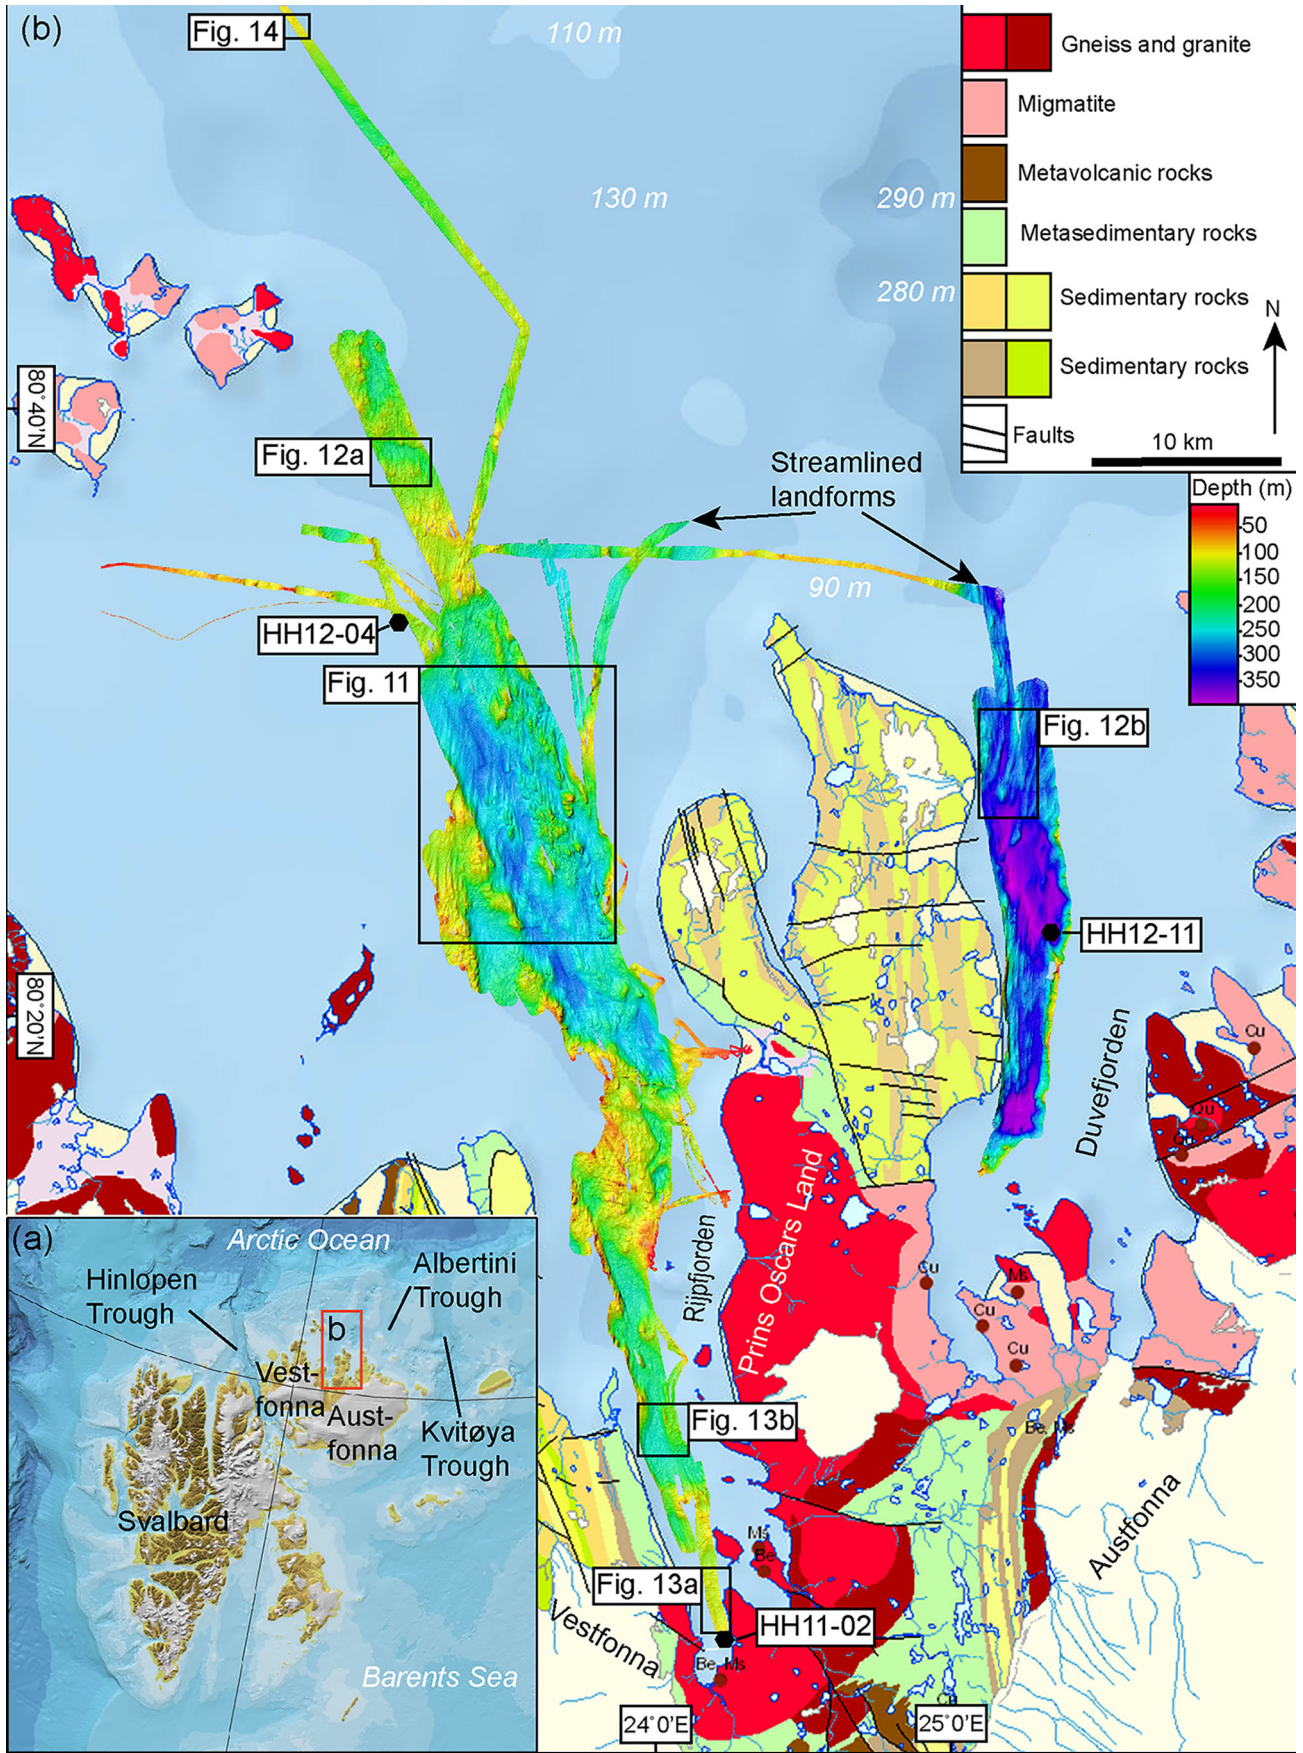 (b)
Fig. 14
110 m
130 m
290 m
280 m
Gneiss and granite
Migmatite
Metavolcanic rocks
Metasedimentary rocks
Sedimentary rocks
Sedimentary rocks
Faults
N
10 km
80°40'N
Fig. 12a
Streamlined
landforms
Depth (m)
50
100
150
200
250
300
350
90 m
HH12-04
Fig. 11
Fig. 12b
HH12-11
80°20'N
Duvefjorden
Cu
Rijpfjorden
Prins Oscars Land
Cu
Ms
Cu
Cu
Be
Ms
Fig. 13b
Austfonna
Ms
Be
Fig. 13a
HH11-02
Vestfonna
Be
Ms
24°0'E
25°0'E
(a)
Arctic Ocean
Hinlopen
Trough
Albertini
Trough
b
Vest-
fonna
Aust-
fonna
Kvitøya
Trough
Svalbard
Barents Sea